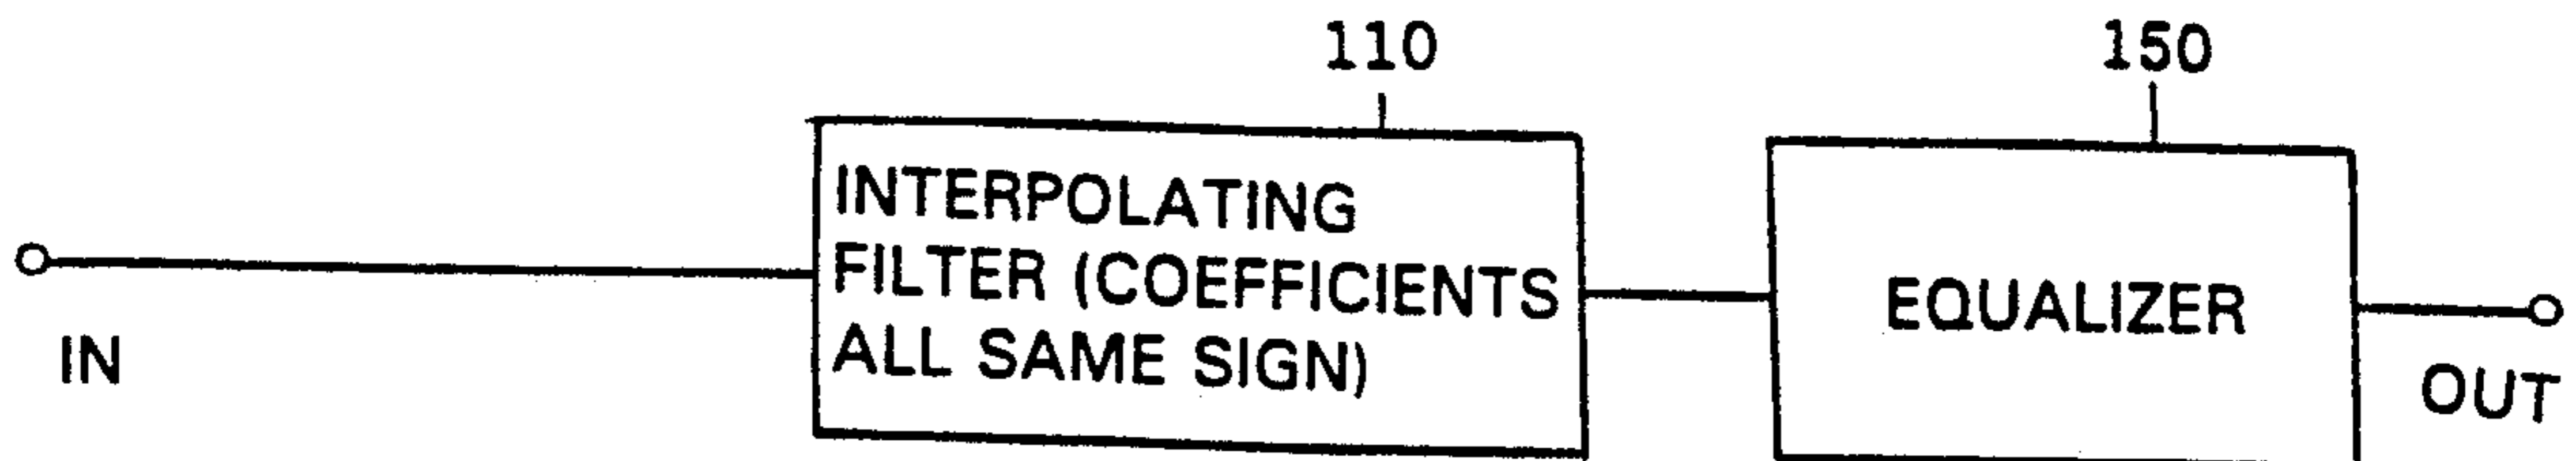 110
150
INTERPOLATING
FILTER (COEFFICIENTS
ALL SAME SIGN)
EQUALIZER
IN
OUT